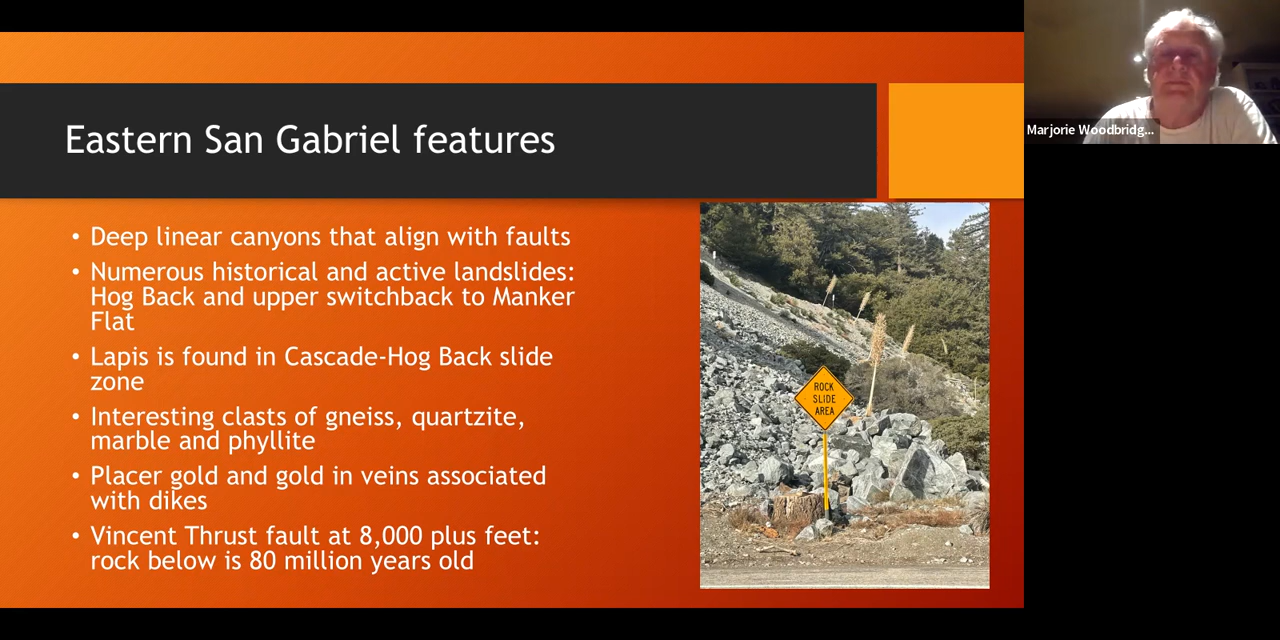 Eastern San Gabriel features
• Deep linear canyons that align with faults
• Numerous historical and active landslides:
Hog Back and upper switchback to Manker
Flat
• Lapis is found in Cascade-Hog Back slide
zone
• Interesting clasts of gneiss, quartzite,
marble and phyllite
• Placer gold and gold in veins associated
with dikes
• Vincent Thrust fault at 8,000 plus feet:
rock below is 80 million years old
ROCK
SLIDE
AREA
Marjorie Woodbridg...